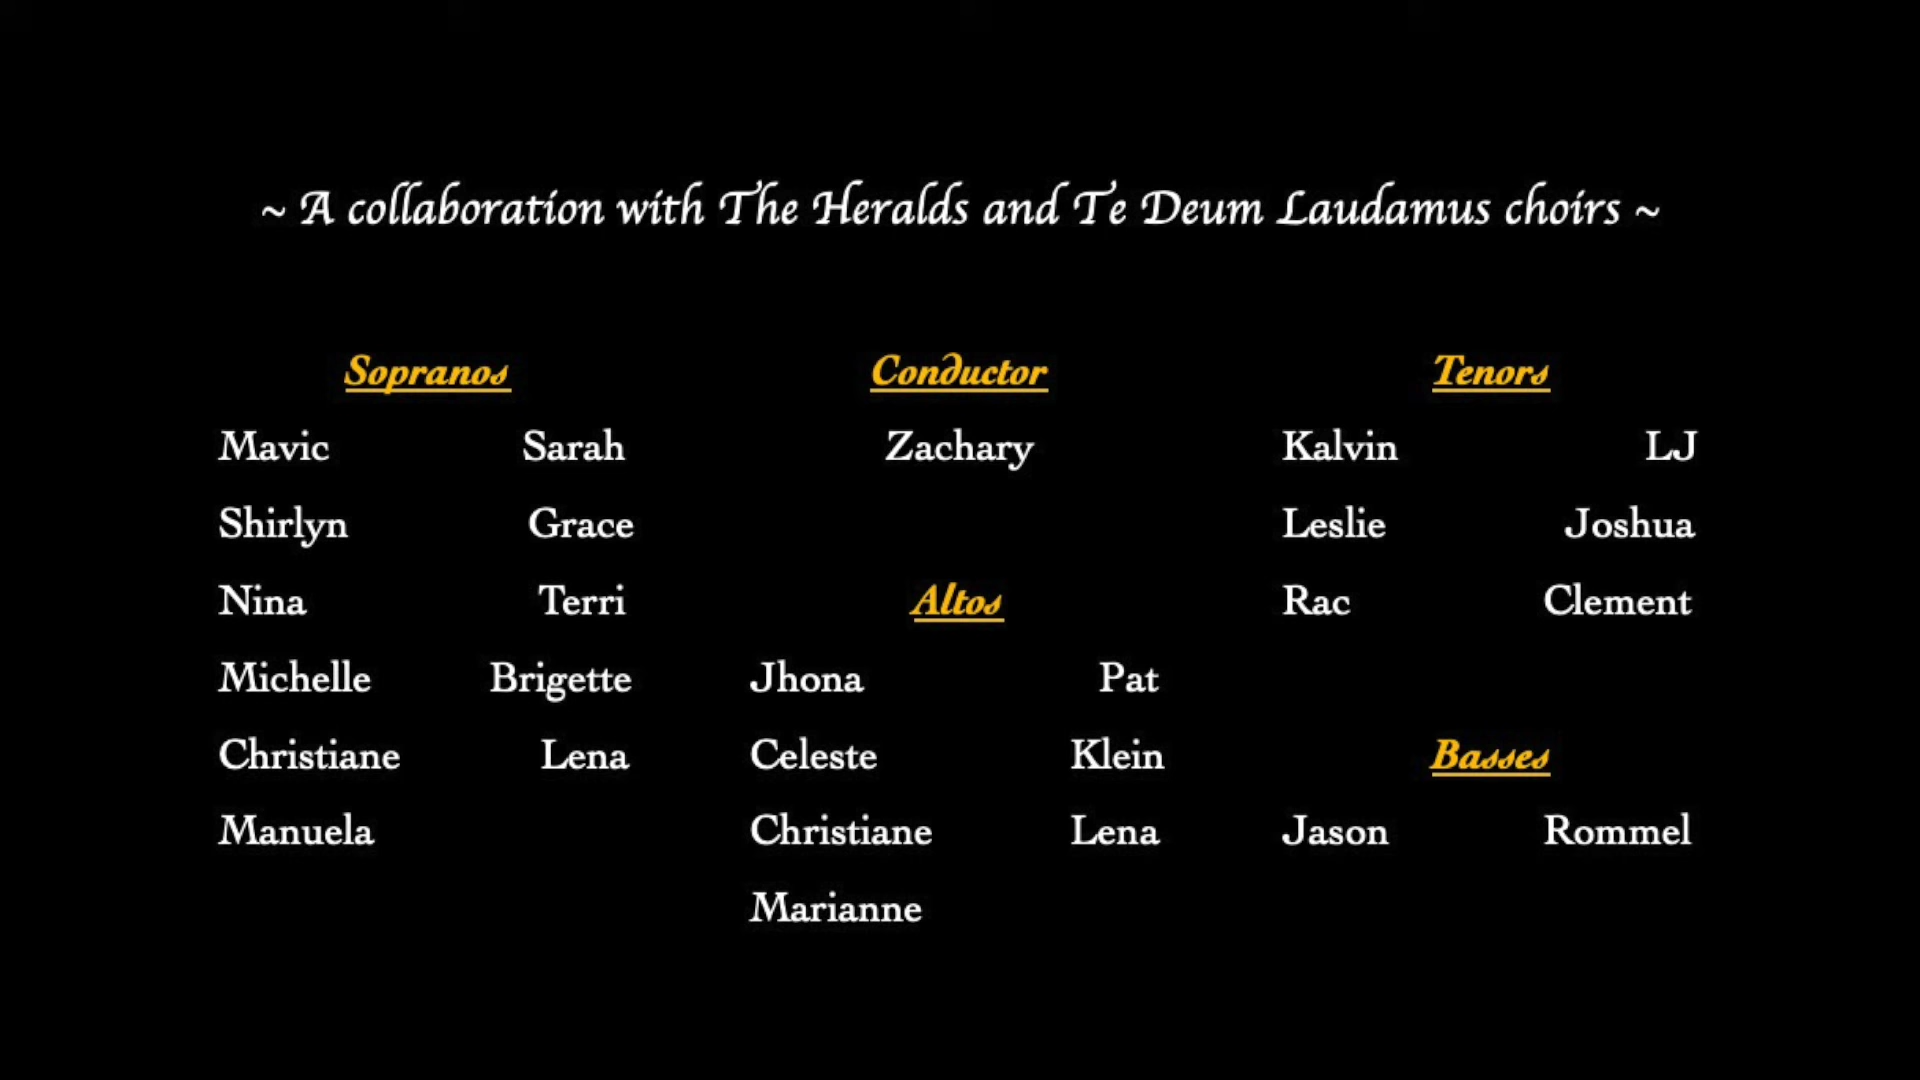 ~ A collaboration with The Heralds and Te Deum Laudamus choirs ~
Sopranos
Mavic Sarah
Shirlyn Grace
Nina Terri
Michelle Brigette
Christiane Lena
Manuela
Conductor
Zachary
Altos
Jhona Pat
Celeste Klein
Christiane Lena
Marianne
Tenors
Kalvin LJ
Leslie Joshua
Rac Clement
Basses
Jason Rommel